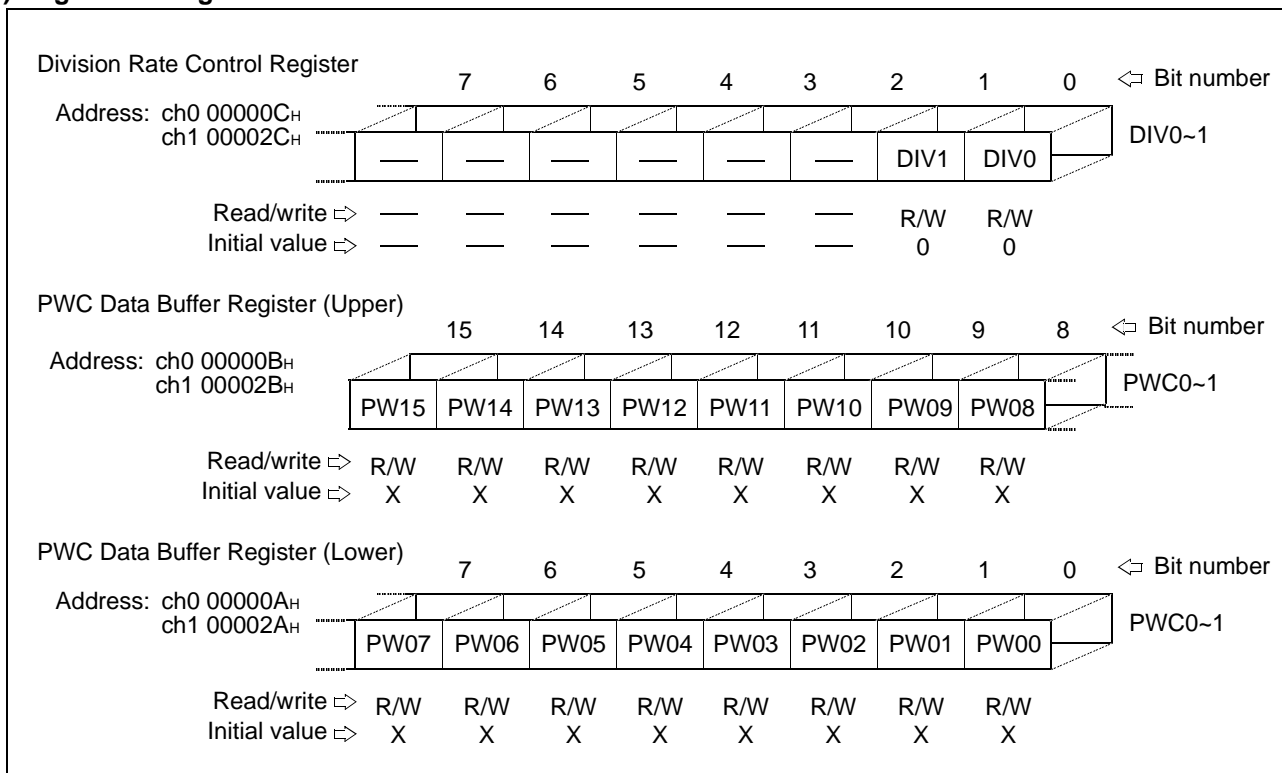 Division Rate Control Register
7 6 5 4 3 2 1 0 ⇦ Bit number
Address: ch0 00000CH
ch1 00002CH
— — — — — — DIV1 DIV0
DIV0~1
Read/write ⇨ — — — — — — R/W R/W
Initial value ⇨ — — — — — — 0 0
PWC Data Buffer Register (Upper)
15 14 13 12 11 10 9 8 ⇦ Bit number
Address: ch0 00000BH
ch1 00002BH
PWC0~1
PW15 PW14 PW13 PW12 PW11 PW10 PW09 PW08
Read/write ⇨ R/W R/W R/W R/W R/W R/W R/W R/W
Initial value ⇨ X X X X X X X X
PWC Data Buffer Register (Lower)
7 6 5 4 3 2 1 0 ⇦ Bit number
Address: ch0 00000AH
ch1 00002AH
PWC0~1
PW07 PW06 PW05 PW04 PW03 PW02 PW01 PW00
Read/write ⇨ R/W R/W R/W R/W R/W R/W R/W R/W
Initial value ⇨ X X X X X X X X